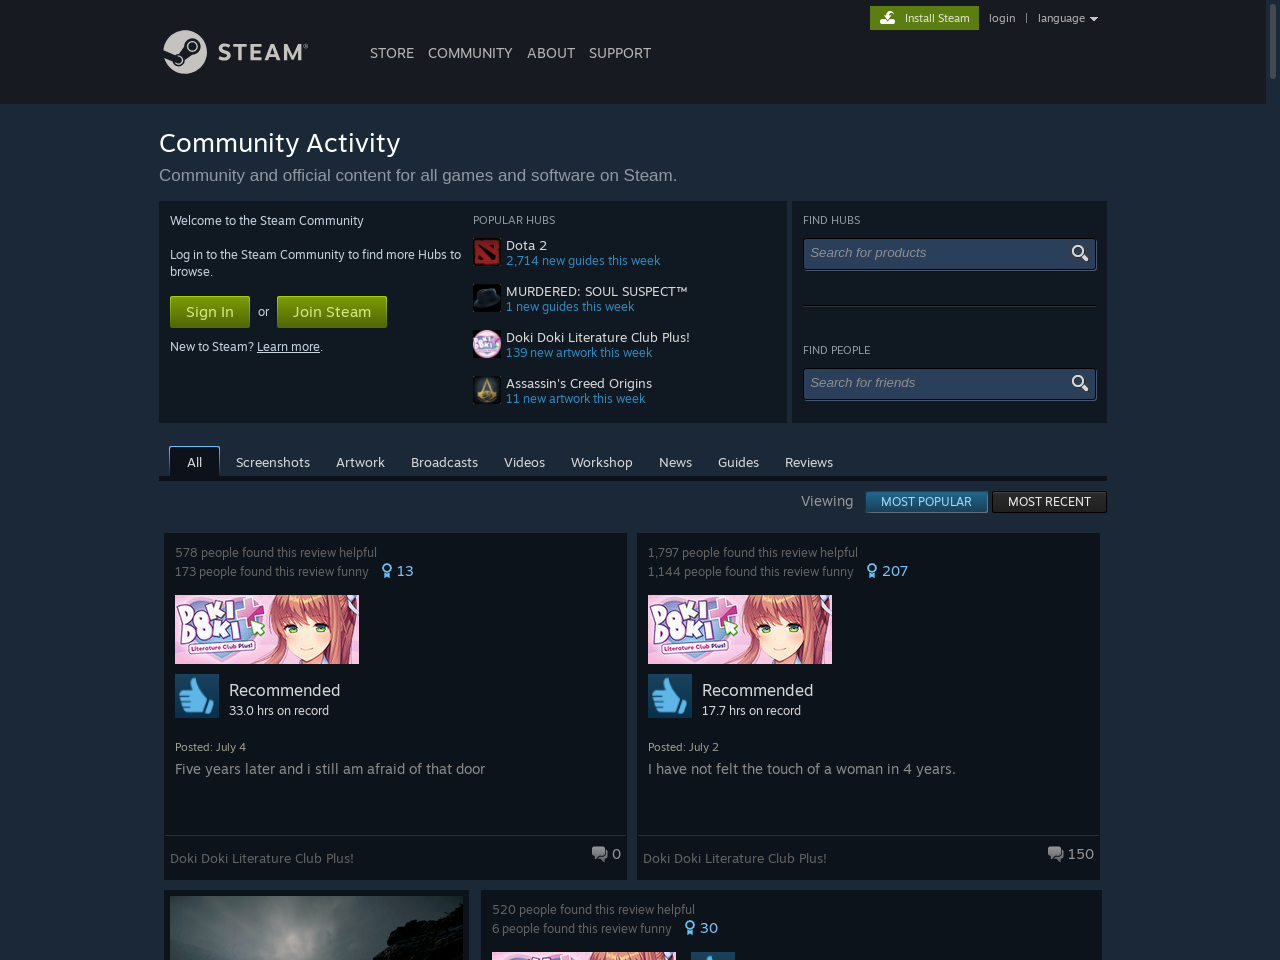 Install Steam
login | language
STEAM®
STORE COMMUNITY ABOUT SUPPORT
Community Activity
Community and official content for all games and software on Steam.
Welcome to the Steam Community
Log in to the Steam Community to find more Hubs to
browse.
Sign In or Join Steam
New to Steam? Learn more.
POPULAR HUBS
Dota 2
2,714 new guides this week
MURDERED: SOUL SUSPECT™
1 new guides this week
Doki Doki Literature Club Plus!
139 new artwork this week
Assassin's Creed Origins
11 new artwork this week
FIND HUBS
Search for products
FIND PEOPLE
Search for friends
All Screenshots Artwork Broadcasts Videos Workshop News Guides Reviews
Viewing MOST POPULAR MOST RECENT
578 people found this review helpful
173 people found this review funny 13
DOKI DOKI
Literature Club Plus!
Recommended
33.0 hrs on record
Posted: July 4
Five years later and i still am afraid of that door
Doki Doki Literature Club Plus! 0
1,797 people found this review helpful
1,144 people found this review funny 207
DOKI DOKI
Literature Club Plus!
Recommended
17.7 hrs on record
Posted: July 2
I have not felt the touch of a woman in 4 years.
Doki Doki Literature Club Plus! 150
520 people found this review helpful
6 people found this review funny 30